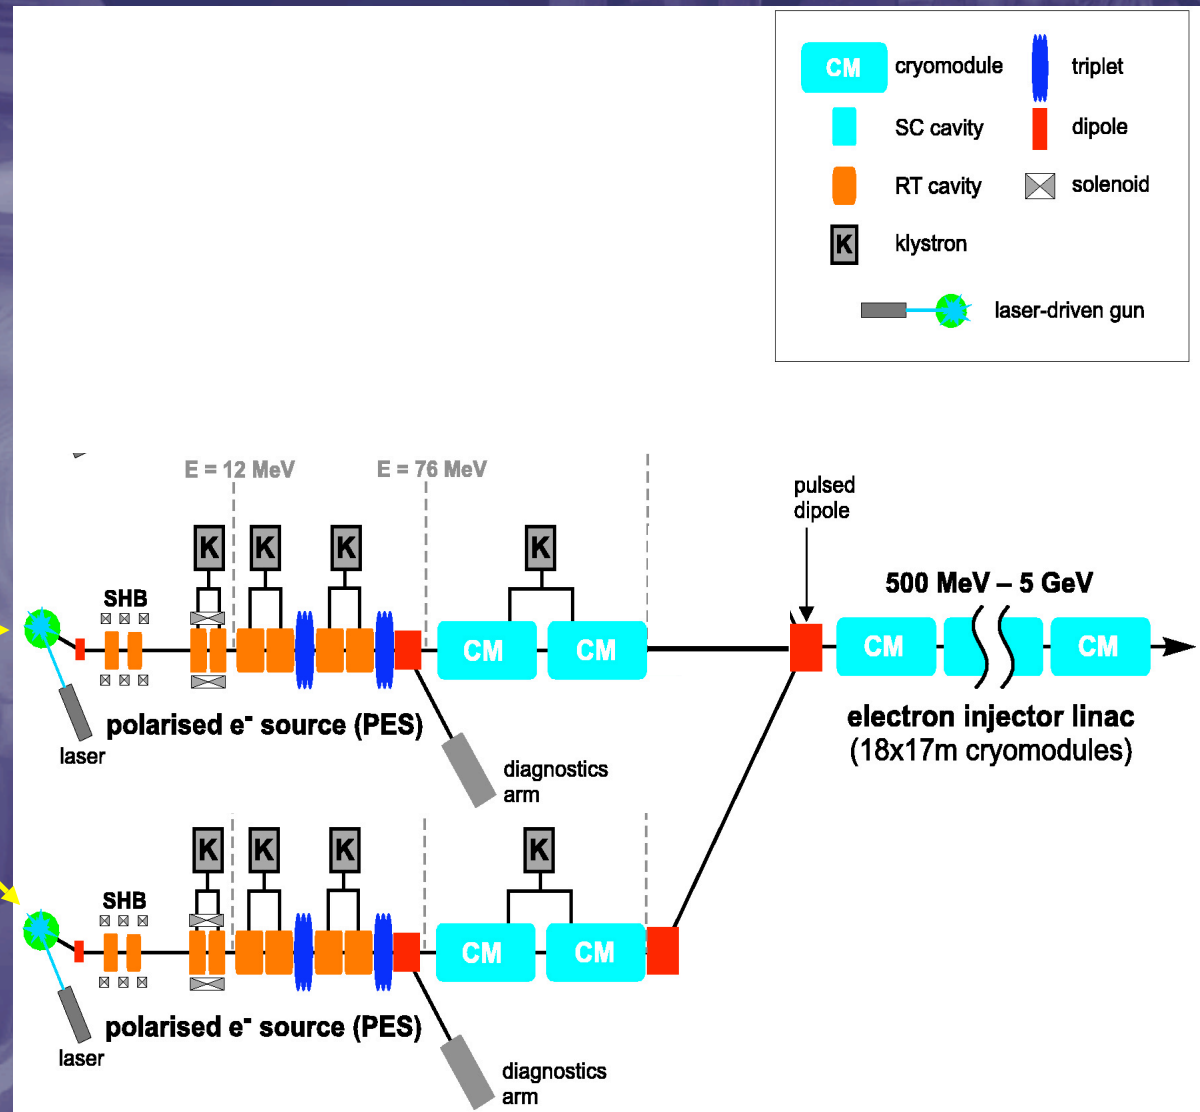 CM cryomodule
triplet
SC cavity
dipole
RT cavity
solenoid
K klystron
laser-driven gun
E = 12 MeV
E = 76 MeV
pulsed
dipole
K K K K
SHB
500 MeV – 5 GeV
CM CM CM CM
polarised e⁻ source (PES)
electron injector linac
(18x17m cryomodules)
laser
diagnostics
arm
K K K K
SHB
CM CM
polarised e⁻ source (PES)
laser
diagnostics
arm